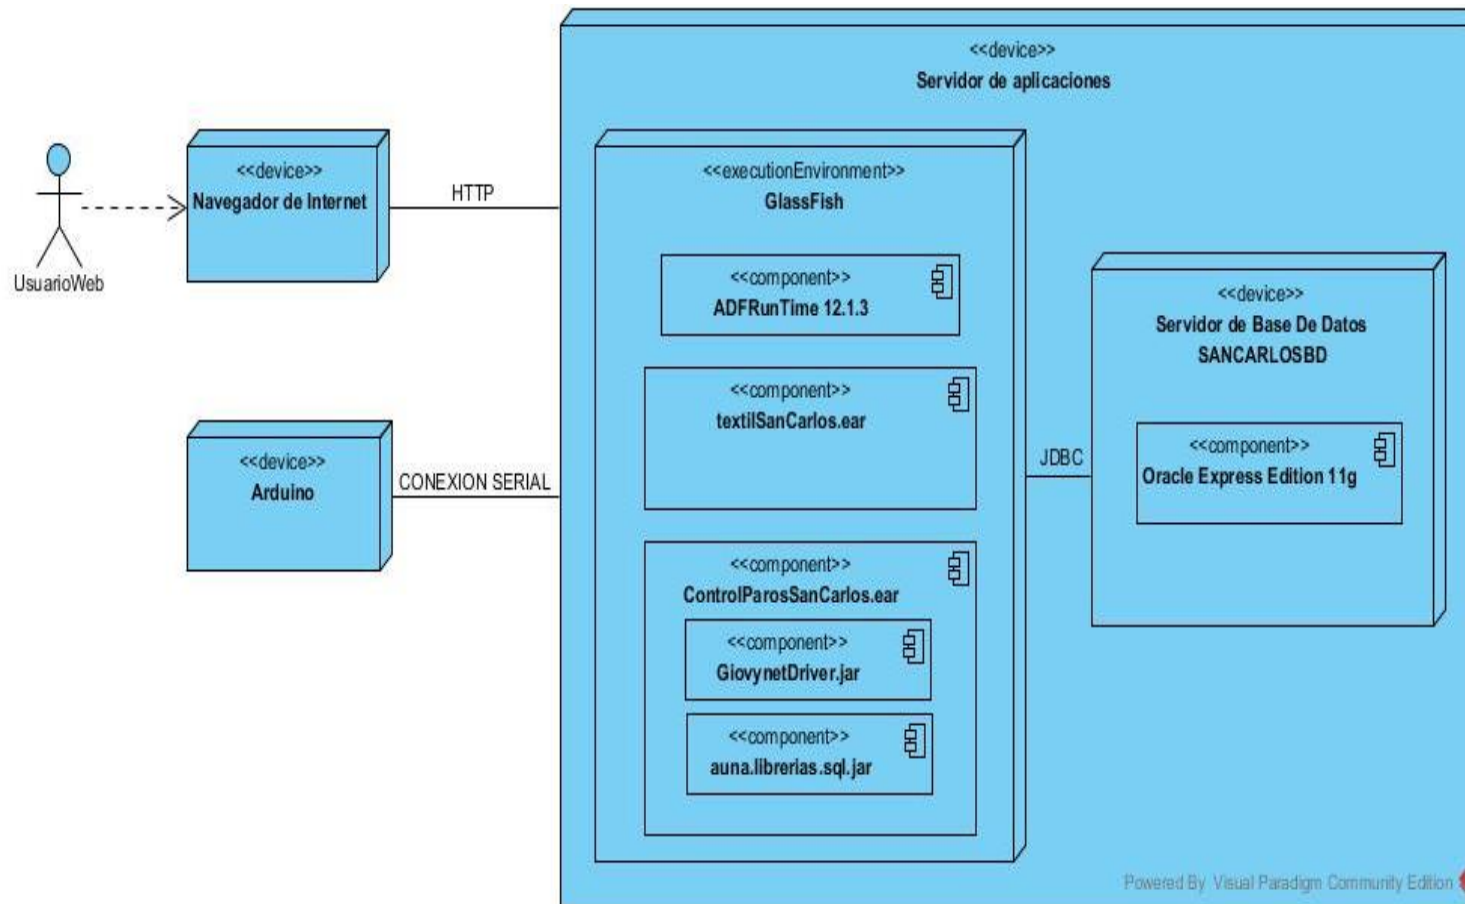 <<device>>
Servidor de aplicaciones
UsuarioWeb
<<device>>
Navegador de Internet
HTTP
<<device>>
Arduino
CONEXION SERIAL
<<executionEnvironment>>
GlassFish
<<component>>
ADFRunTime 12.1.3
<<component>>
textilSanCarlos.ear
<<component>>
ControlParosSanCarlos.ear
<<component>>
GiovynetDriver.jar
<<component>>
auna.librerias.sql.jar
JDBC
<<device>>
Servidor de Base De Datos
SANCARLOSBD
<<component>>
Oracle Express Edition 11g
Powered By Visual Paradigm Community Edition